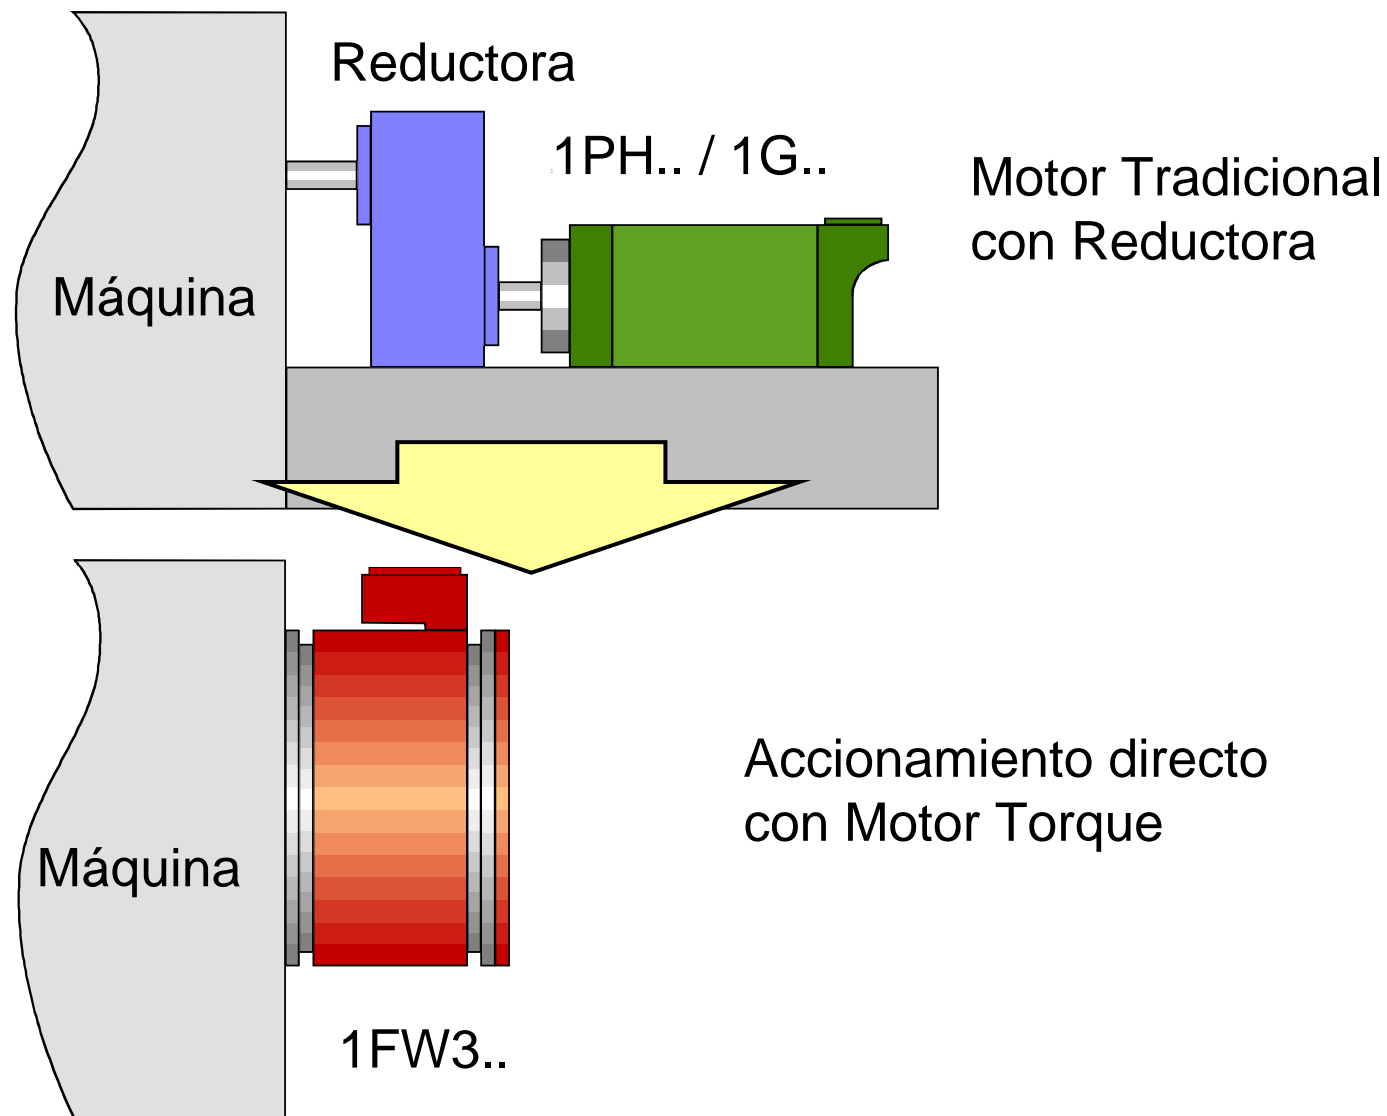 Reductora
1PH.. / 1G..
Motor Tradicional
con Reductora
Máquina
Accionamiento directo
con Motor Torque
Máquina
1FW3..